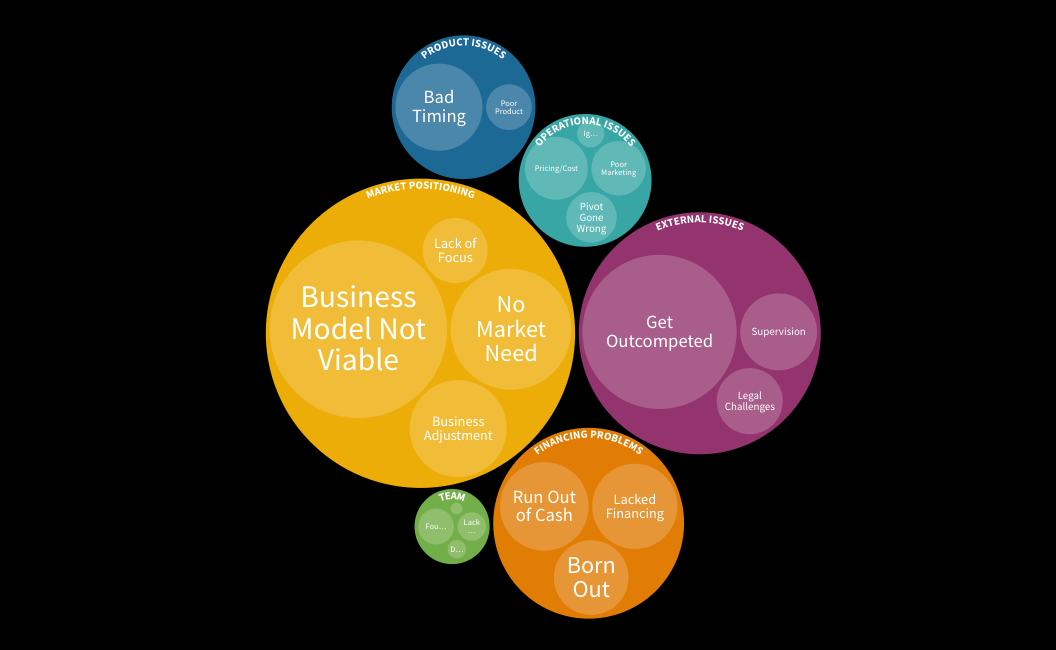 PRODUCT ISSUES
Bad
Timing
Poor
Product
OPERATIONAL ISSUES
Ig...
Pricing/Cost
Poor
Marketing
Pivot
Gone
Wrong
MARKET POSITIONING
Lack of
Focus
Business
Model Not
Viable
No
Market
Need
Business
Adjustment
EXTERNAL ISSUES
Get
Outcompeted
Supervision
Legal
Challenges
FINANCING PROBLEMS
Run Out
of Cash
Lacked
Financing
Born
Out
TEAM
Fou...
Lack
...
D...